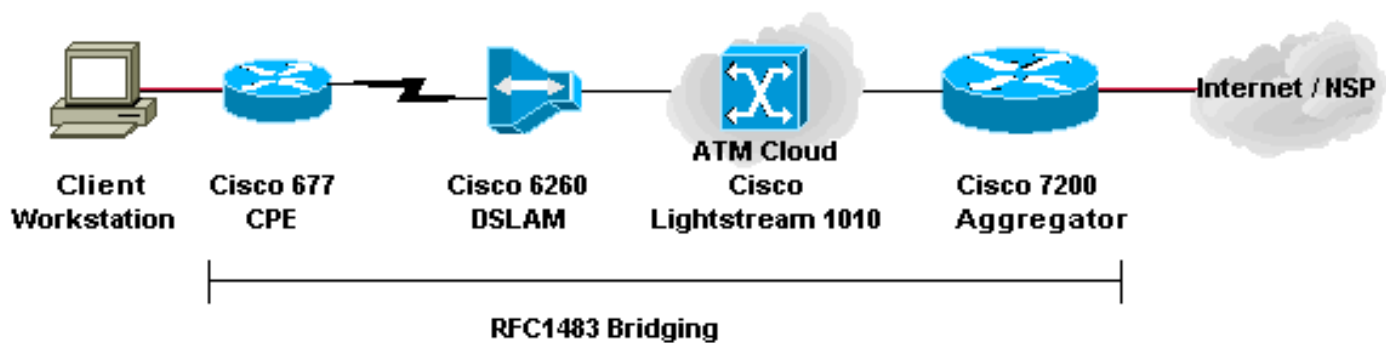 Internet / NSP
ATM Cloud
Client
Workstation
Cisco 677
CPE
Cisco 6260
DSLAM
Cisco
Lightstream 1010
Cisco 7200
Aggregator
RFC1483 Bridging